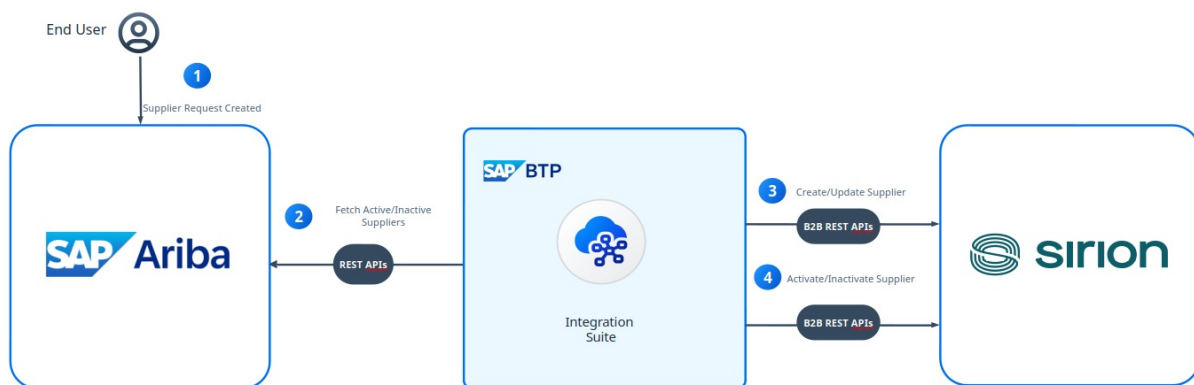 End User
1
Supplier Request Created
SAP Ariba
2
Fetch Active/Inactive
Suppliers
REST APIs
SAP BTP
Integration
Suite
3
Create/Update Supplier
B2B REST APIs
4
Activate/Inactivate Supplier
B2B REST APIs
sirion